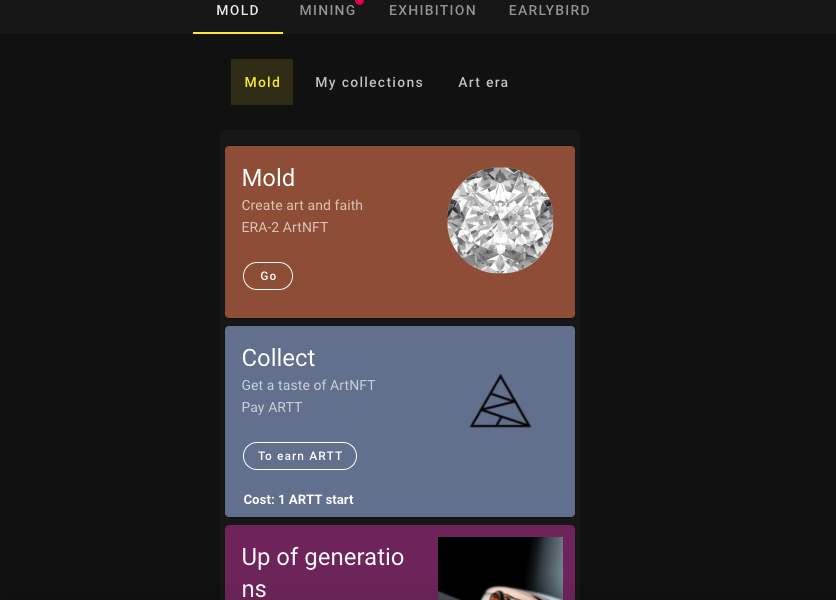 MOLD MINING EXHIBITION EARLYBIRD
Mold My collections Art era
Mold
Create art and faith
ERA-2 ArtNFT
Go
Collect
Get a taste of ArtNFT
Pay ARTT
To earn ARTT
Cost: 1 ARTT start
Up of generatio
ns